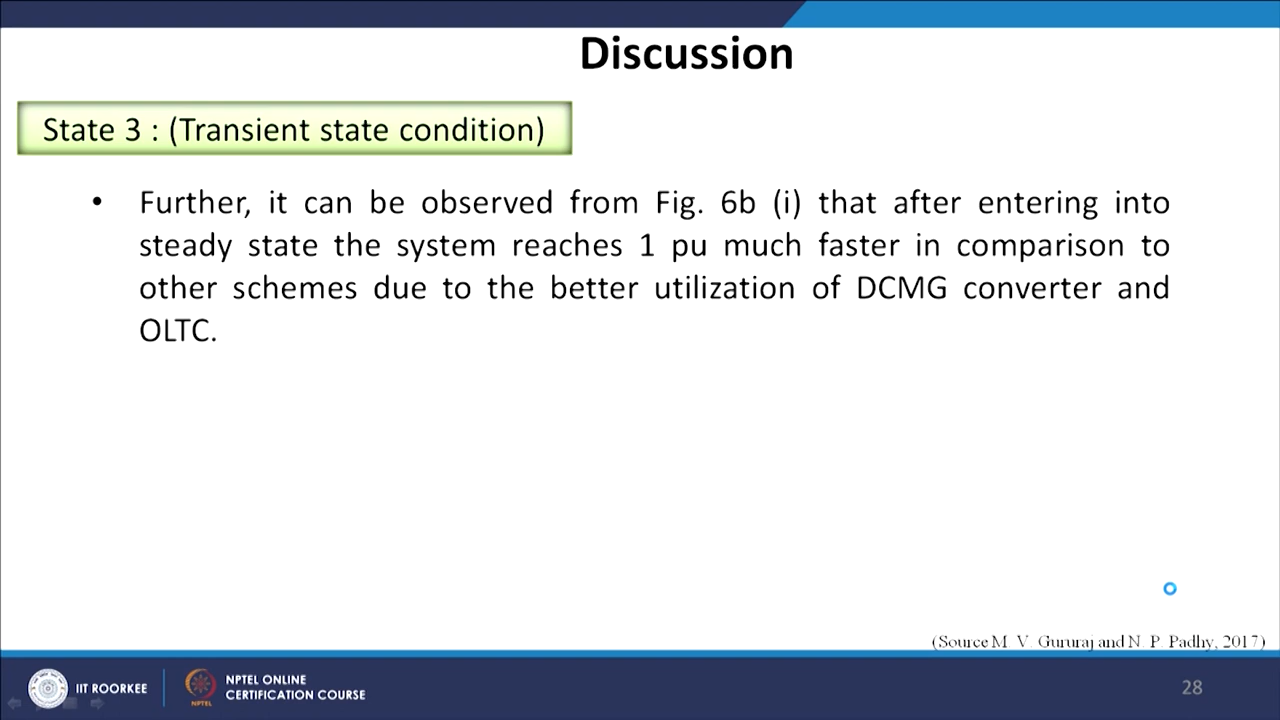 Discussion
State 3 : (Transient state condition)
• Further, it can be observed from Fig. 6b (i) that after entering into
steady state the system reaches 1 pu much faster in comparison to
other schemes due to the better utilization of DCMG converter and
OLTC.
(Source M. V. Gururaj and N. P. Padhy, 2017)
IIT ROORKEE
NPTEL ONLINE
CERTIFICATION COURSE
NPTEL
28